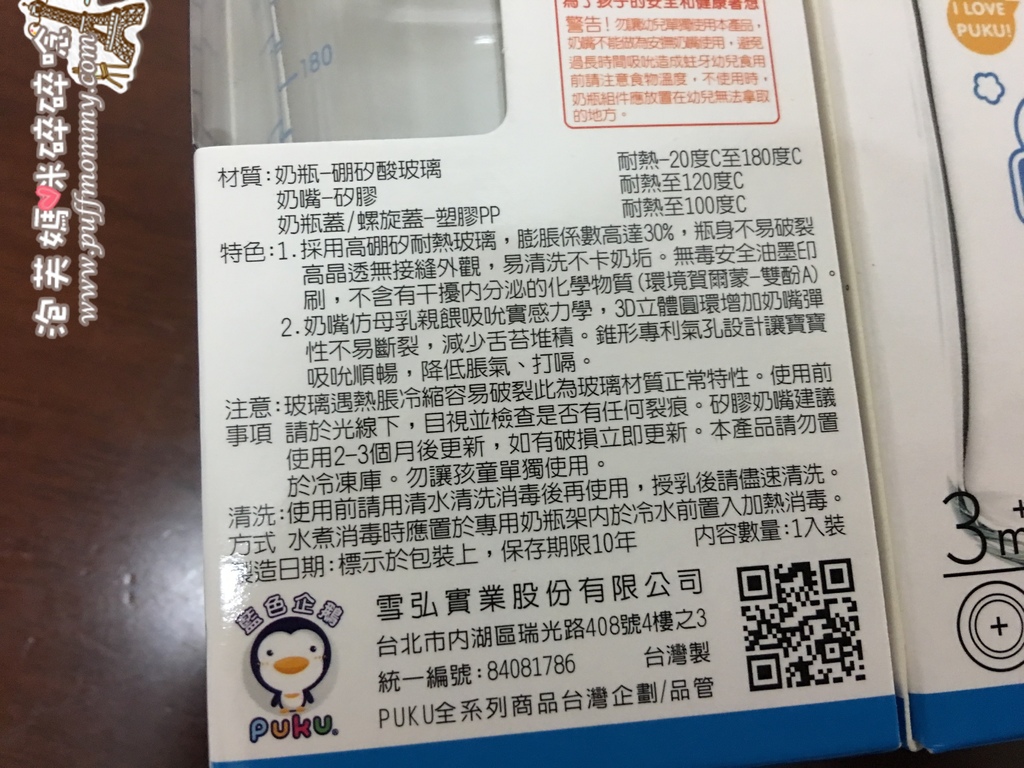 為了孩子的安全和健康著想
警告！勿讓幼兒單獨使用本產品，
奶嘴不能做為安撫奶嘴使用，避免
過長時間吸吮造成蛀牙幼兒食用
前請注意食物溫度，不使用時，
奶瓶組件應放置在幼兒無法拿取
的地方。
I LOVE
PUKU!
180
材質:奶瓶-硼矽酸玻璃 耐熱-20度C至180度C
奶嘴-矽膠 耐熱至120度C
奶瓶蓋/螺旋蓋-塑膠PP 耐熱至100度C
特色:1.採用高硼矽耐熱玻璃，膨脹係數高達30%，瓶身不易破裂
高晶透無接縫外觀，易清洗不卡奶垢。無毒安全油墨印
刷，不含有干擾內分泌的化學物質(環境賀爾蒙-雙酚A)。
2.奶嘴仿母乳親餵吸吮實感力學，3D立體圓環增加奶嘴彈
性不易斷裂，減少舌苔堆積。錐形專利氣孔設計讓寶寶
吸吮順暢，降低脹氣、打嗝。
注意:玻璃遇熱脹冷縮容易破裂此為玻璃材質正常特性。使用前
事項 請於光線下，目視並檢查是否有任何裂痕。矽膠奶嘴建議
使用2-3個月後更新，如有破損立即更新。本產品請勿置
於冷凍庫。勿讓孩童單獨使用。
清洗:使用前請用清水清洗消毒後再使用，授乳後請儘速清洗。
方式 水煮消毒時應置於專用奶瓶架內於冷水前置入加熱消毒。
製造日期:標示於包裝上，保存期限10年 內容數量:1入裝
藍色企鵝
puku
雪弘實業股份有限公司
台北市內湖區瑞光路408號4樓之3
統一編號:84081786 台灣製
PUKU全系列商品台灣企劃/品管
3+
m
泡芙媽米碎碎念
www.puffmommy.com